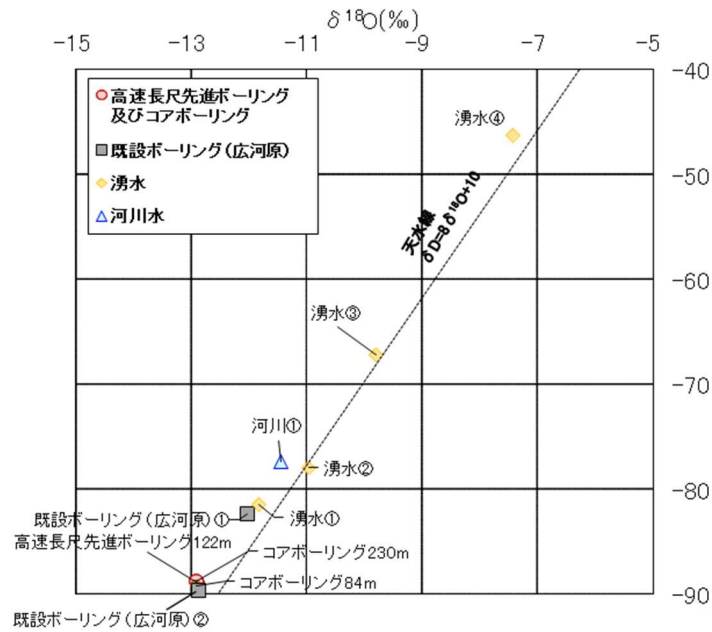 δ¹⁸O(‰)
-15 -13 -11 -9 -7 -5
-40
高速長尺先進ボーリング
及びコアボーリング
既設ボーリング(広河原)
湧水
河川水
湧水④
-50
天水線
δD=8δ¹⁸O+10
-60
湧水③
-70
河川①
湧水②
-80
既設ボーリング(広河原)①
湧水①
高速長尺先進ボーリング122m
コアボーリング230m
コアボーリング84m
-90
既設ボーリング(広河原)②